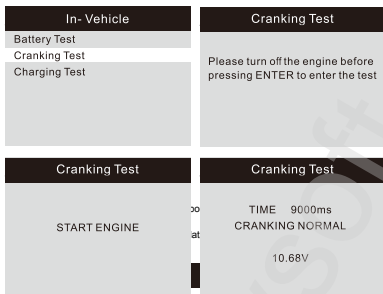 In- Vehicle
Battery Test
Cranking Test
Charging Test
Cranking Test
Please turn off the engine before
pressing ENTER to enter the test
Cranking Test
START ENGINE
Cranking Test
TIME 9000ms
CRANKING NORMAL
10.68V